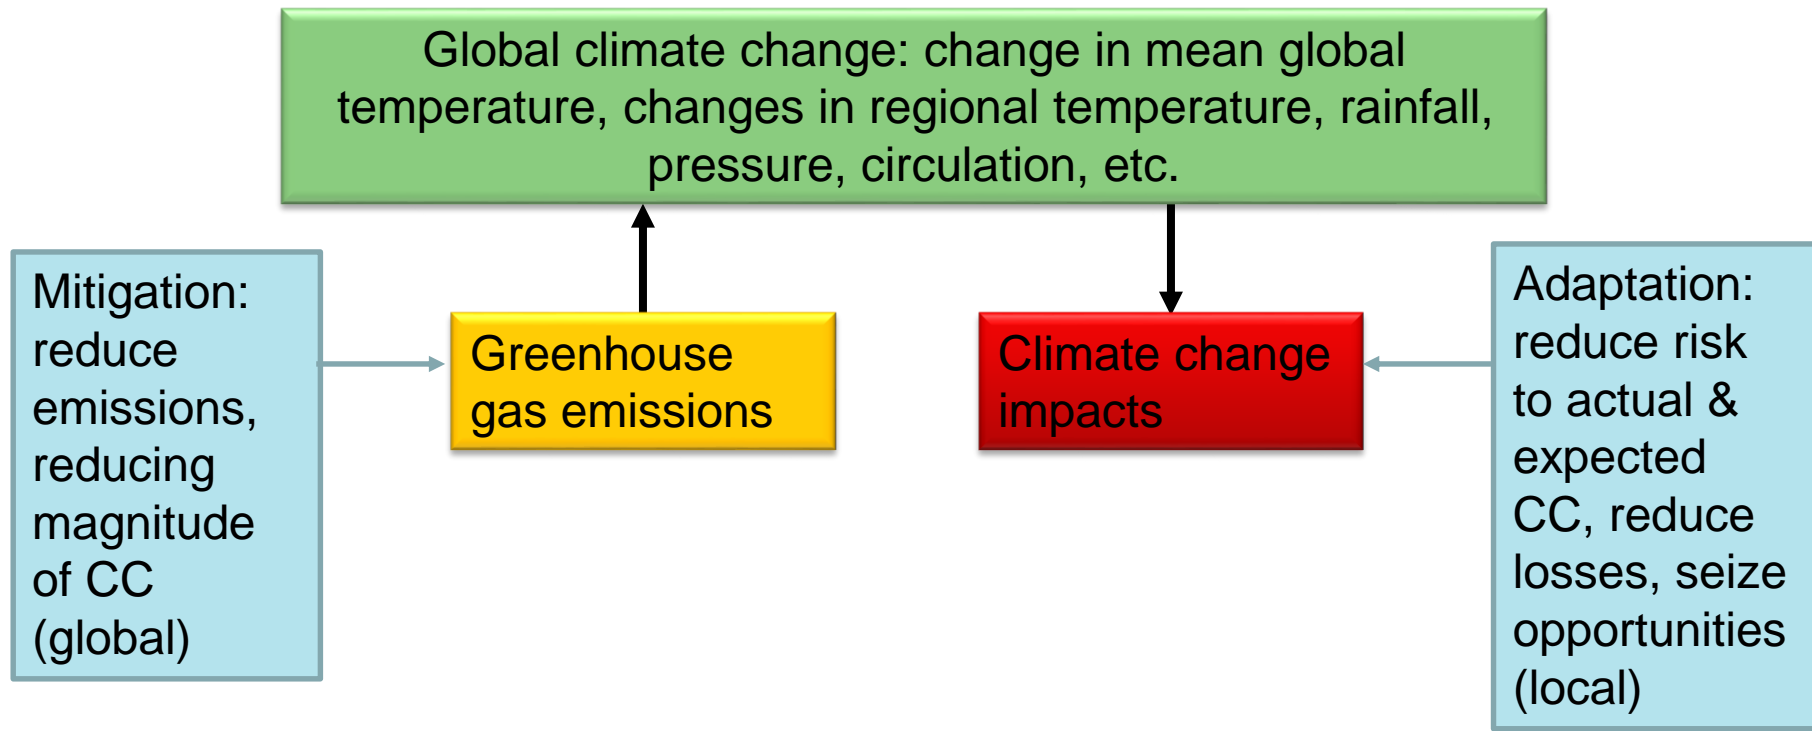 Global climate change: change in mean global
temperature, changes in regional temperature, rainfall,
pressure, circulation, etc.
Mitigation:
reduce
emissions,
reducing
magnitude
of CC
(global)
Greenhouse
gas emissions
Climate change
impacts
Adaptation:
reduce risk
to actual &
expected
CC, reduce
losses, seize
opportunities
(local)